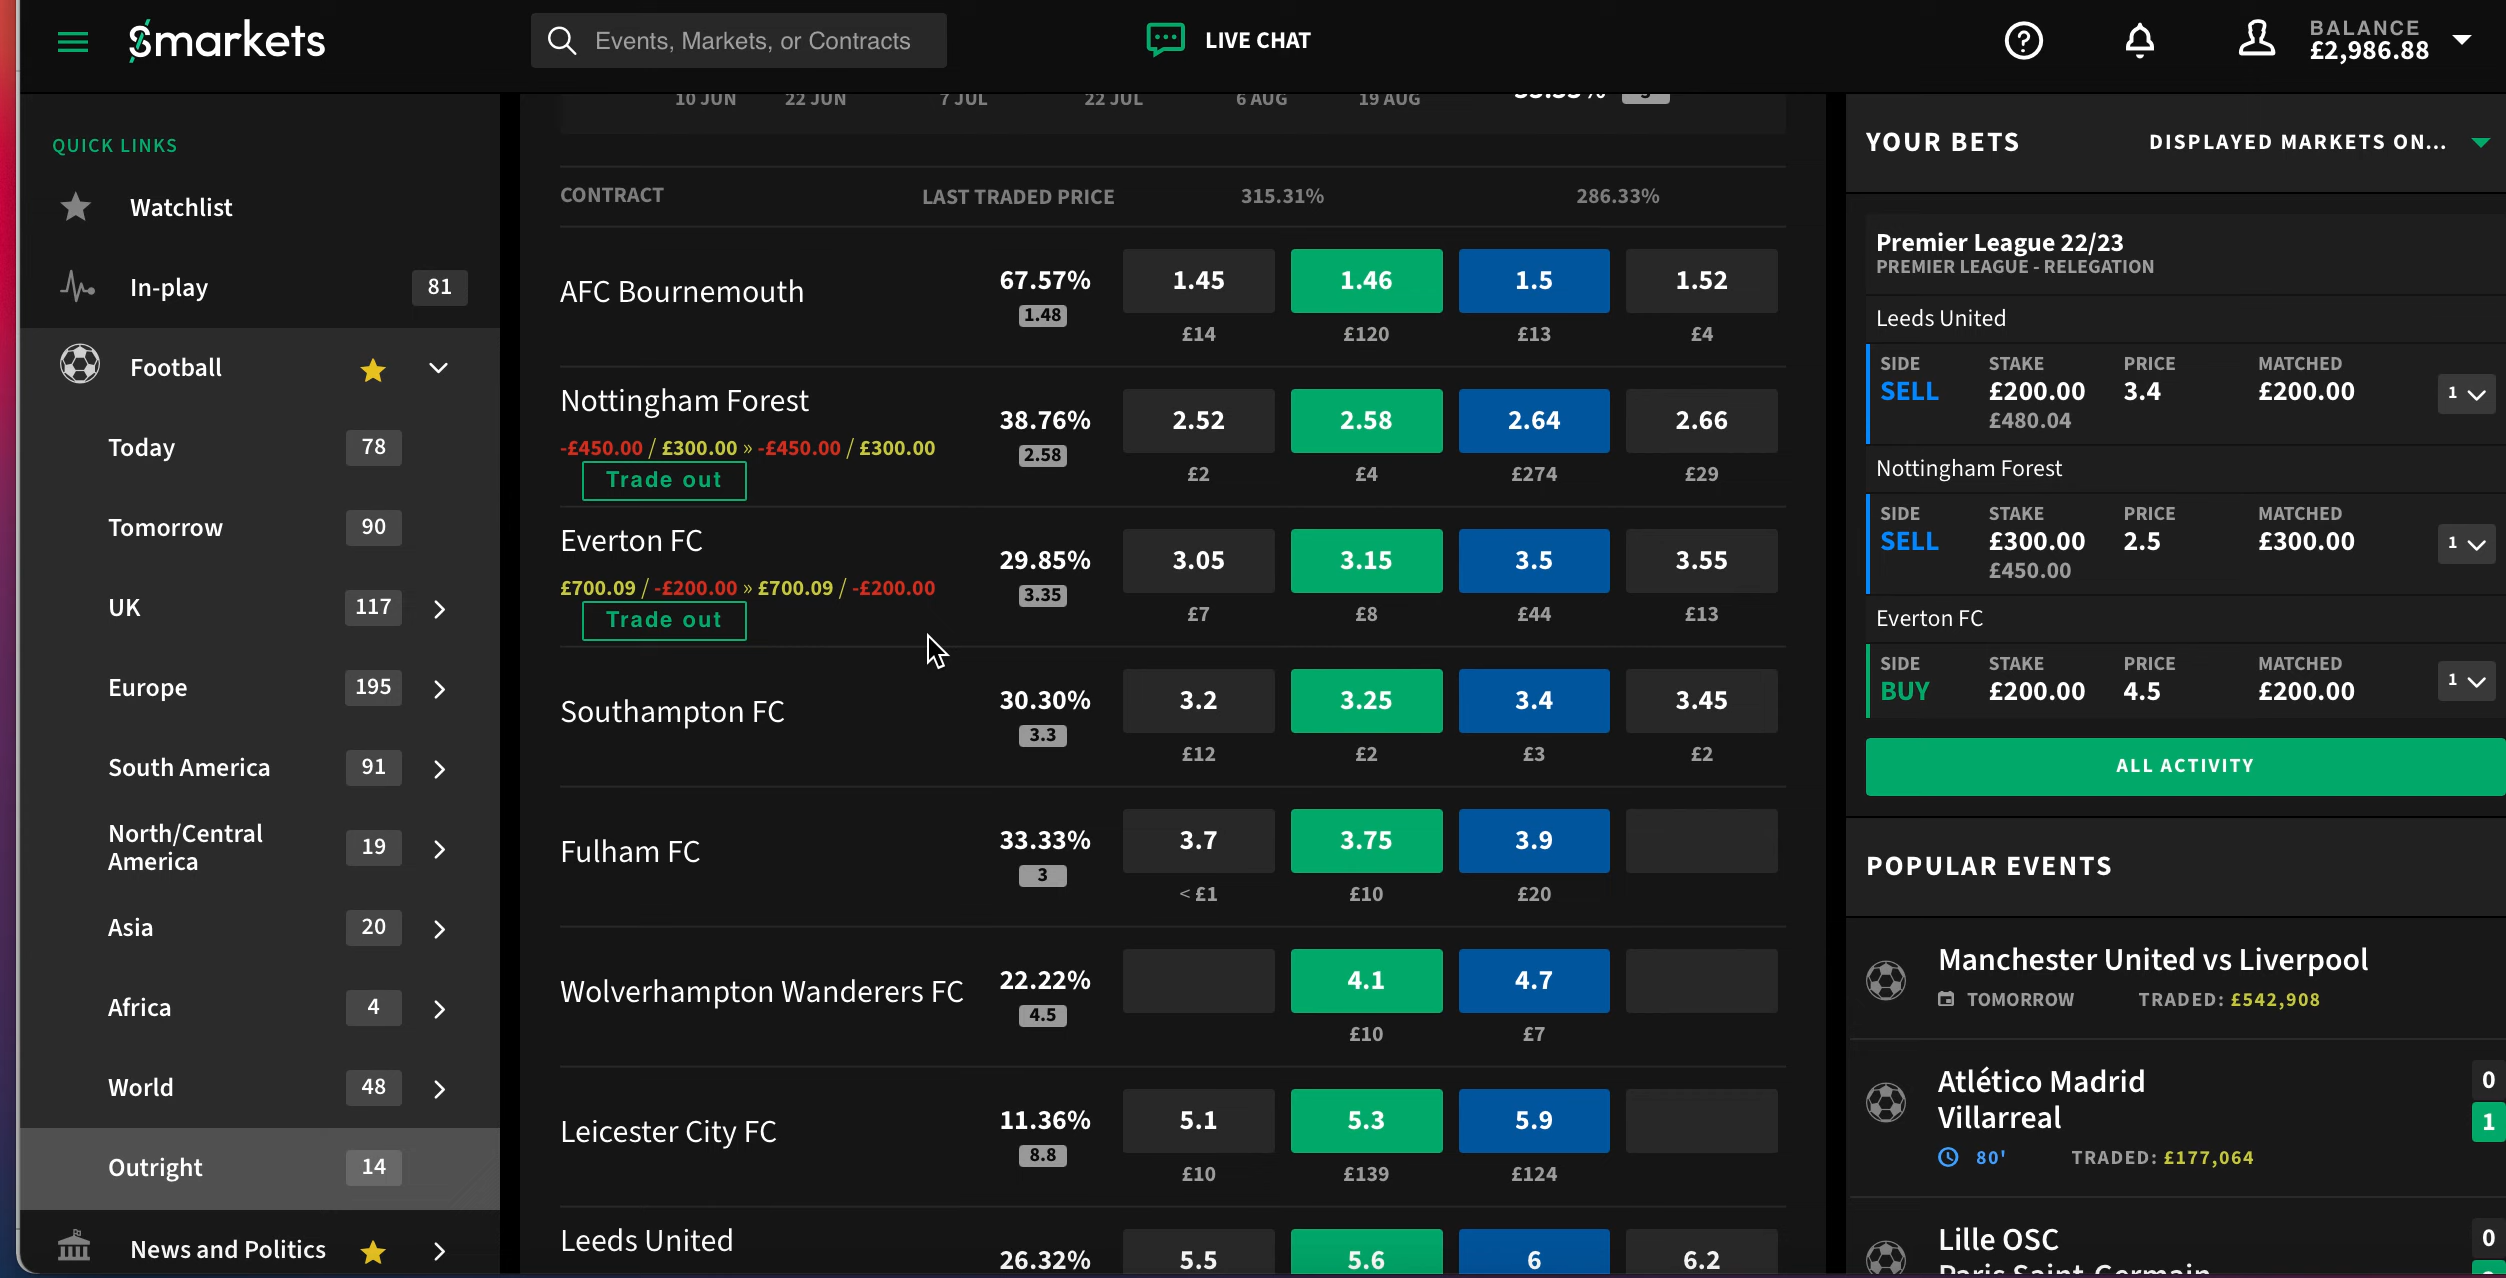 Smarkets
Events, Markets, or Contracts
LIVE CHAT
BALANCE
£2,986.88
QUICK LINKS
Watchlist
In-play 81
Football
Today 78
Tomorrow 90
UK 117
Europe 195
South America 91
North/Central
America
19
Asia 20
Africa 4
World 48
Outright 14
News and Politics
10 JUN 22 JUN 7 JUL 22 JUL 6 AUG 19 AUG
CONTRACT LAST TRADED PRICE 315.31% 286.33%
AFC Bournemouth 67.57% 1.45 1.46 1.5 1.52
1.48 £14 £120 £13 £4
Nottingham Forest 38.76% 2.52 2.58 2.64 2.66
-£450.00 / £300.00 » -£450.00 / £300.00 2.58 £2 £4 £274 £29
Trade out
Everton FC 29.85% 3.05 3.15 3.5 3.55
£700.09 / -£200.00 » £700.09 / -£200.00 3.35 £7 £8 £44 £13
Trade out
Southampton FC 30.30% 3.2 3.25 3.4 3.45
3.3 £12 £2 £3 £2
Fulham FC 33.33% 3.7 3.75 3.9
3 < £1 £10 £20
Wolverhampton Wanderers FC 22.22% 4.1 4.7
4.5 £10 £7
Leicester City FC 11.36% 5.1 5.3 5.9
8.8 £10 £139 £124
Leeds United 26.32% 5.5 5.6 6 6.2
YOUR BETS DISPLAYED MARKETS ON...
Premier League 22/23
PREMIER LEAGUE - RELEGATION
Leeds United
SIDE STAKE PRICE MATCHED
SELL £200.00 3.4 £200.00 1
£480.04
Nottingham Forest
SIDE STAKE PRICE MATCHED
SELL £300.00 2.5 £300.00 1
£450.00
Everton FC
SIDE STAKE PRICE MATCHED
BUY £200.00 4.5 £200.00 1
ALL ACTIVITY
POPULAR EVENTS
Manchester United vs Liverpool
TOMORROW TRADED: £542,908
Atlético Madrid 0
Villarreal 1
80' TRADED: £177,064
Lille OSC 0
Paris Saint-Germain